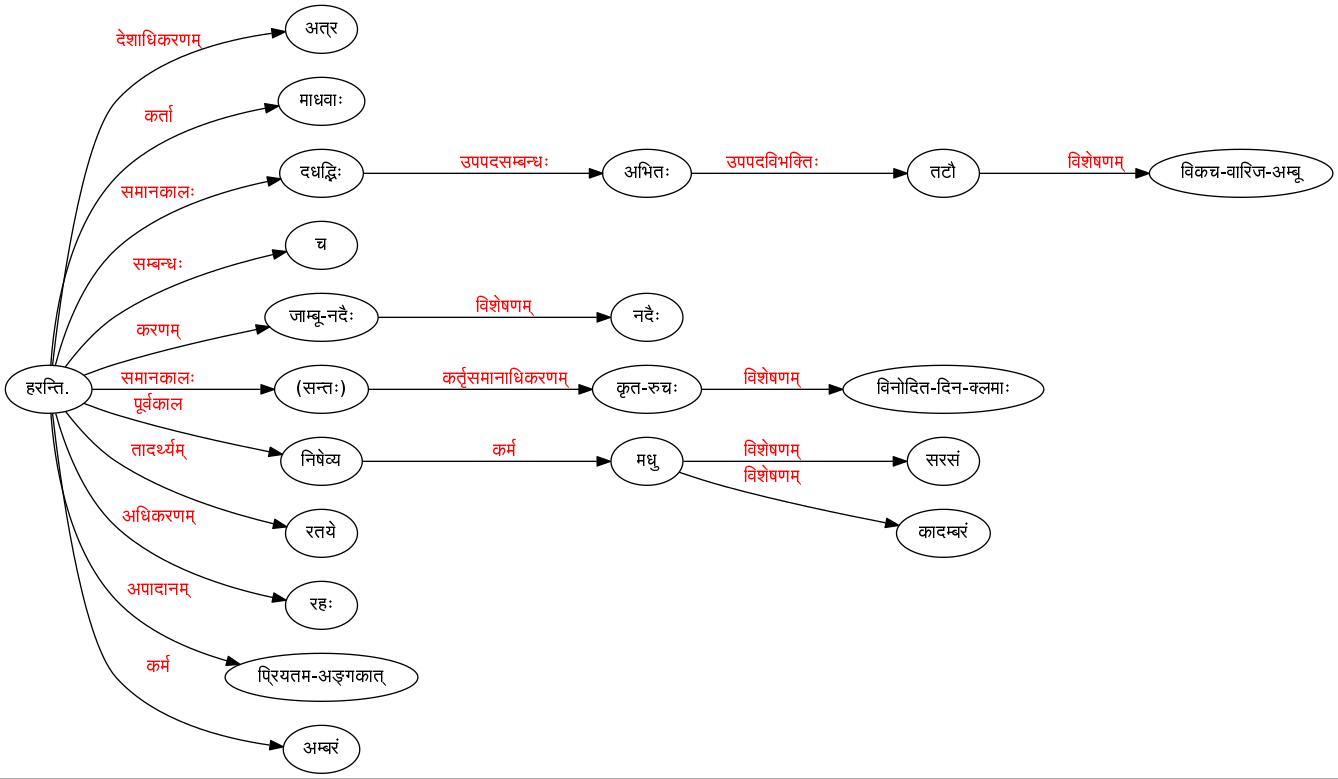 अत्र
देशाधिकरणम्
माधवाः
कर्ता
दधद्भिः
उपपदसम्बन्धः
अभितः
उपपदविभक्तिः
तटौ
विशेषणम्
विकच-वारिज-अम्बू
समानकालः
च
सम्बन्धः
जाम्बू-नदैः
विशेषणम्
नदैः
करणम्
हरन्ति.
समानकालः
(सन्तः)
कर्तृसमानाधिकरणम्
कृत-रुचः
विशेषणम्
विनोदित-दिन-क्लमाः
पूर्वकाल
निषेव्य
कर्म
मधु
विशेषणम्
सरसं
विशेषणम्
कादम्बरं
तादर्थ्यम्
रतये
अधिकरणम्
रहः
अपादानम्
प्रियतम-अङ्गकात्
कर्म
अम्बरं